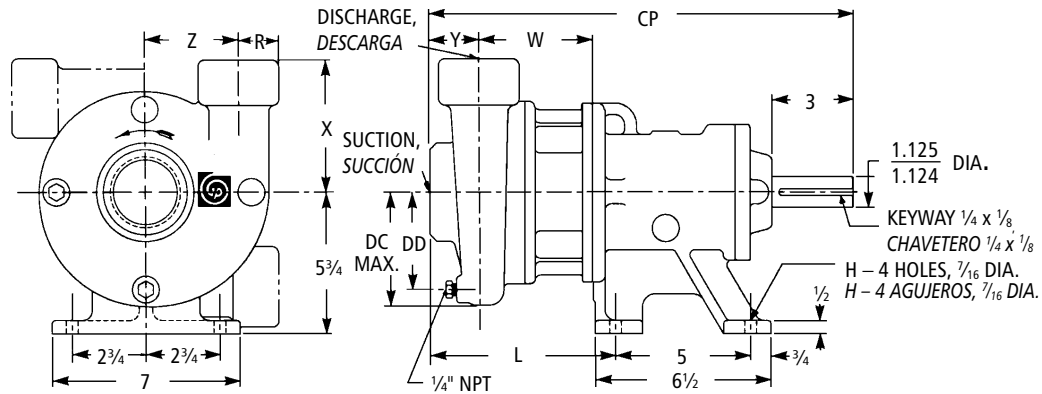 DISCHARGE,
DESCARGA
CP
Z
R
Y
W
3
X
SUCTION,
SUCCIÓN
1.125
1.124
DIA.
KEYWAY ¼ x ⅛
CHAVETERO ¼ x ⅛
DC
MAX.
DD
5¾
H – 4 HOLES, 7⁄16 DIA.
H – 4 AGUJEROS, 7⁄16 DIA.
½
2¾
2¾
7
L
5
¾
6½
¼" NPT